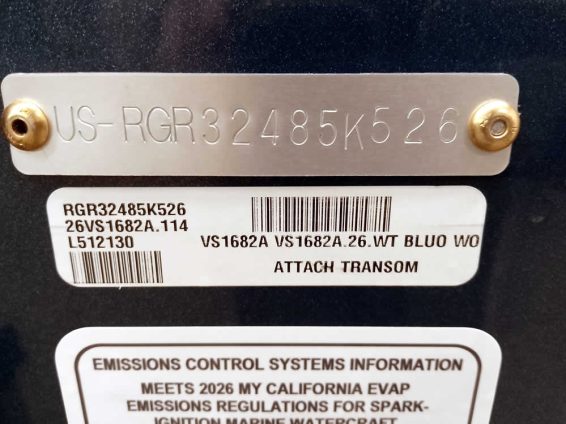 US-RGR32485K526
RGR32485K526
26VS1682A.114
L512130
VS1682A VS1682A.26.WT BLUO WO
ATTACH TRANSOM
EMISSIONS CONTROL SYSTEMS INFORMATION
MEETS 2026 MY CALIFORNIA EVAP
EMISSIONS REGULATIONS FOR SPARK-
IGNITION MARINE WATERCRAFT